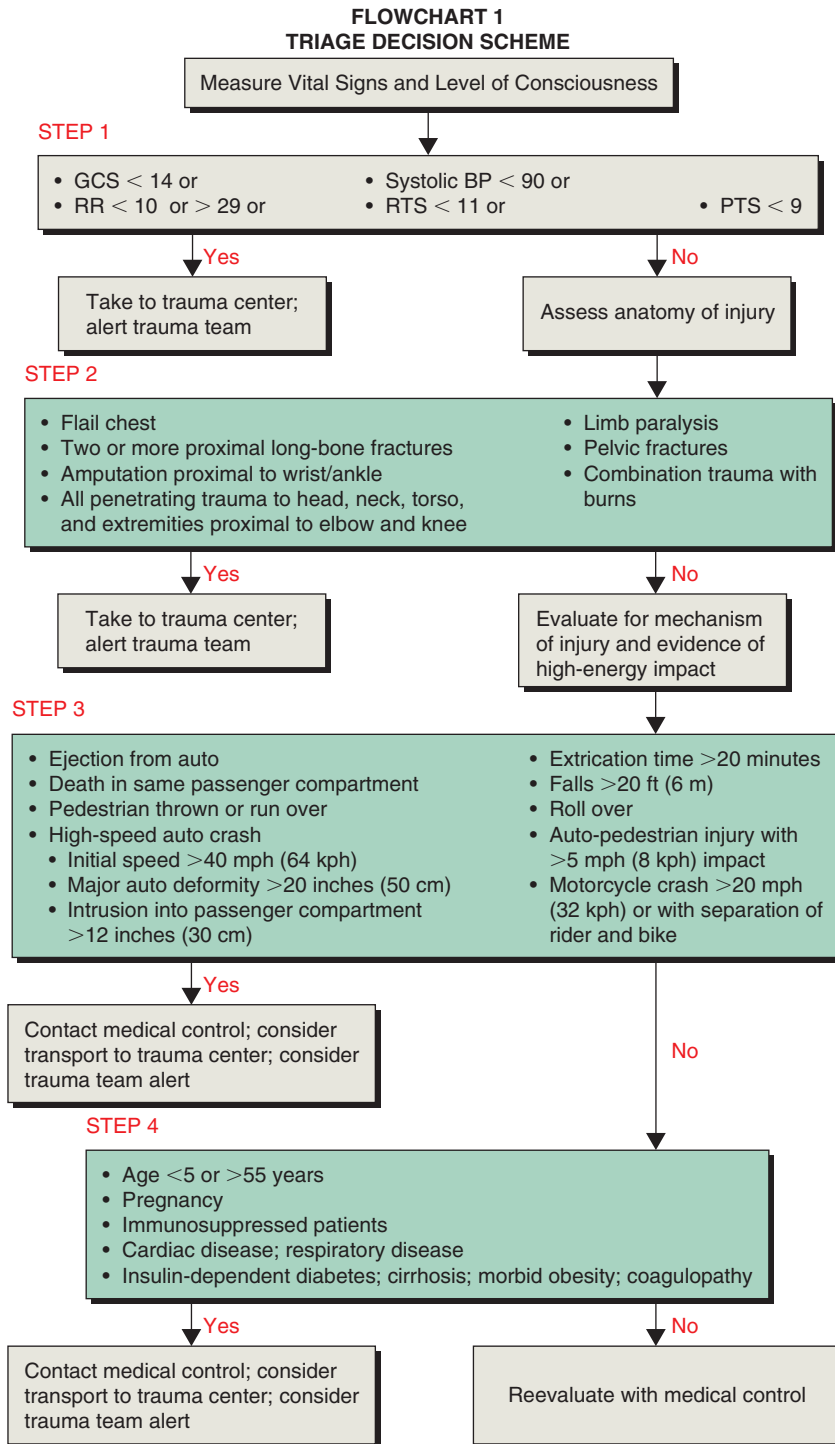 FLOWCHART 1
TRIAGE DECISION SCHEME
Measure Vital Signs and Level of Consciousness
STEP 1
• GCS < 14 or
• RR < 10 or > 29 or
• Systolic BP < 90 or
• RTS < 11 or
• PTS < 9
Yes
No
Take to trauma center;
alert trauma team
Assess anatomy of injury
STEP 2
• Flail chest
• Two or more proximal long-bone fractures
• Amputation proximal to wrist/ankle
• All penetrating trauma to head, neck, torso,
and extremities proximal to elbow and knee
• Limb paralysis
• Pelvic fractures
• Combination trauma with
burns
Yes
No
Take to trauma center;
alert trauma team
Evaluate for mechanism
of injury and evidence of
high-energy impact
STEP 3
• Ejection from auto
• Death in same passenger compartment
• Pedestrian thrown or run over
• High-speed auto crash
• Initial speed >40 mph (64 kph)
• Major auto deformity >20 inches (50 cm)
• Intrusion into passenger compartment
>12 inches (30 cm)
• Extrication time >20 minutes
• Falls >20 ft (6 m)
• Roll over
• Auto-pedestrian injury with
>5 mph (8 kph) impact
• Motorcycle crash >20 mph
(32 kph) or with separation of
rider and bike
Yes
No
Contact medical control; consider
transport to trauma center; consider
trauma team alert
STEP 4
• Age <5 or >55 years
• Pregnancy
• Immunosuppressed patients
• Cardiac disease; respiratory disease
• Insulin-dependent diabetes; cirrhosis; morbid obesity; coagulopathy
Yes
No
Contact medical control; consider
transport to trauma center; consider
trauma team alert
Reevaluate with medical control